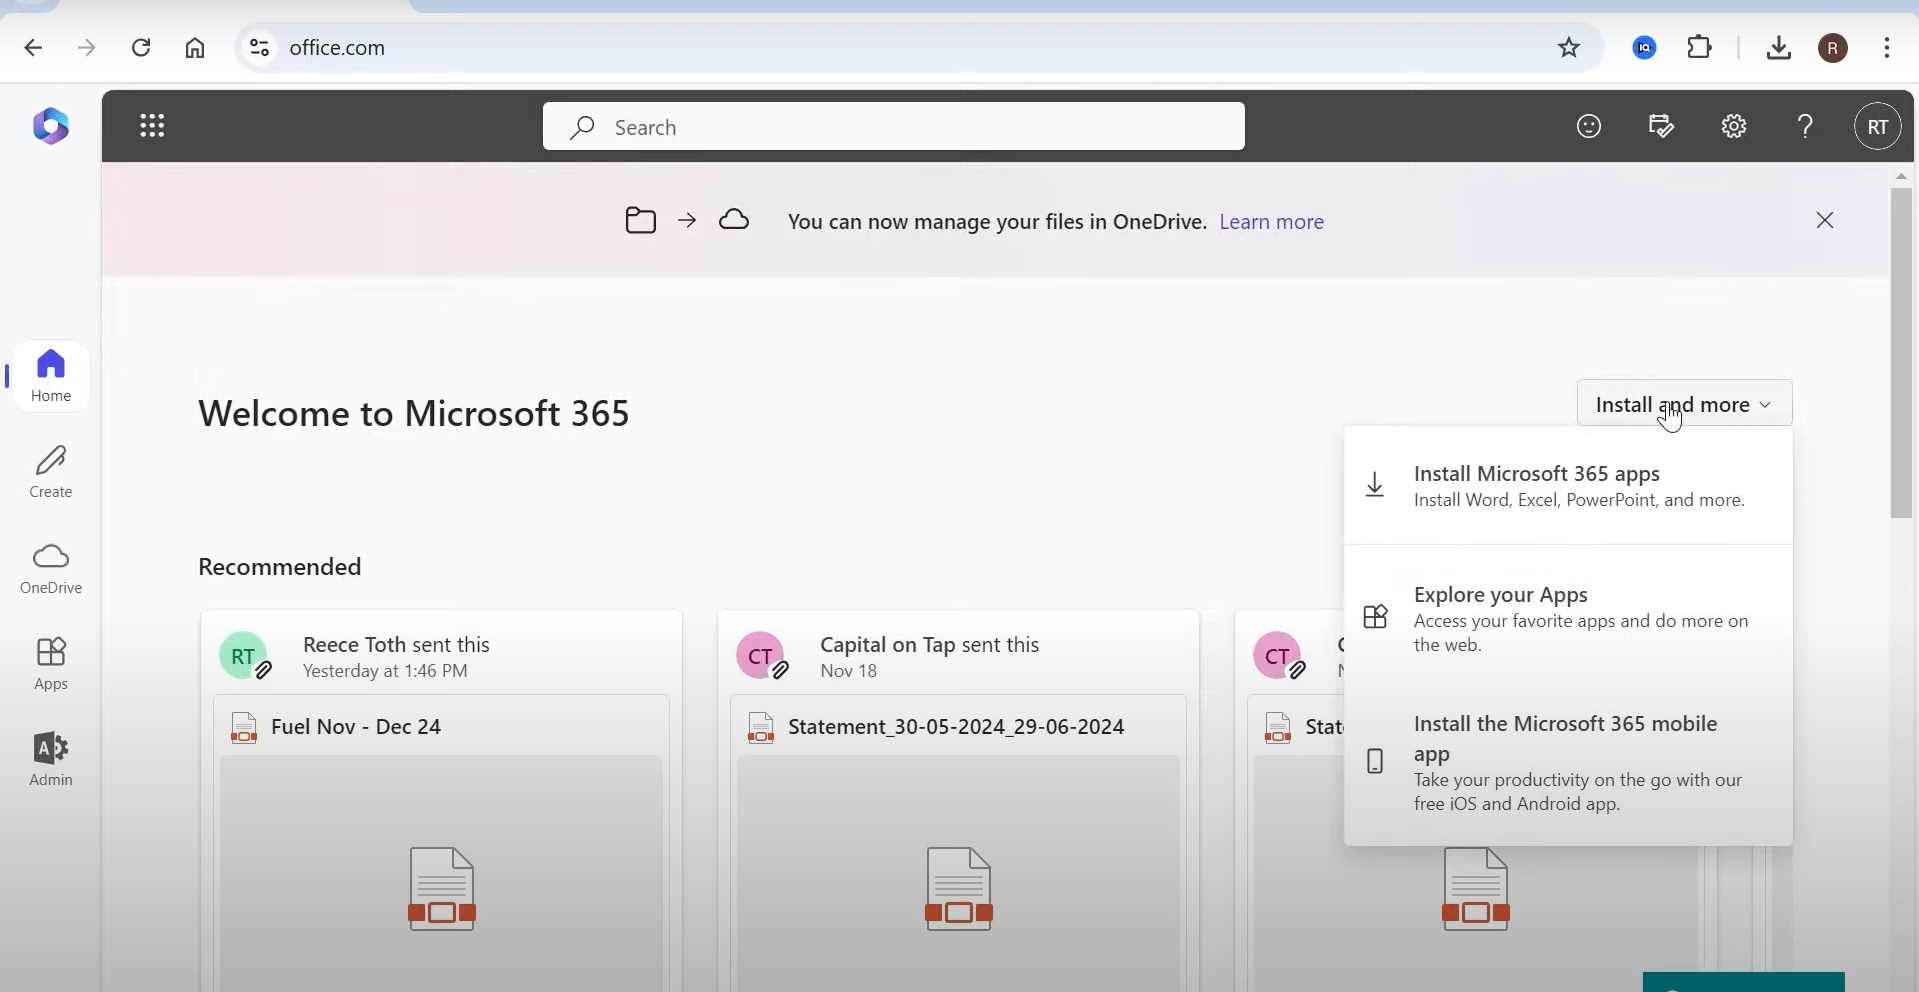 office.com
R
Search
RT
You can now manage your files in OneDrive. Learn more
Home
Create
OneDrive
Apps
Admin
Welcome to Microsoft 365
Install and more
Install Microsoft 365 apps
Install Word, Excel, PowerPoint, and more.
Explore your Apps
Access your favorite apps and do more on
the web.
Install the Microsoft 365 mobile
app
Take your productivity on the go with our
free iOS and Android app.
Recommended
RT
Reece Toth sent this
Yesterday at 1:46 PM
Fuel Nov - Dec 24
CT
Capital on Tap sent this
Nov 18
Statement_30-05-2024_29-06-2024
CT